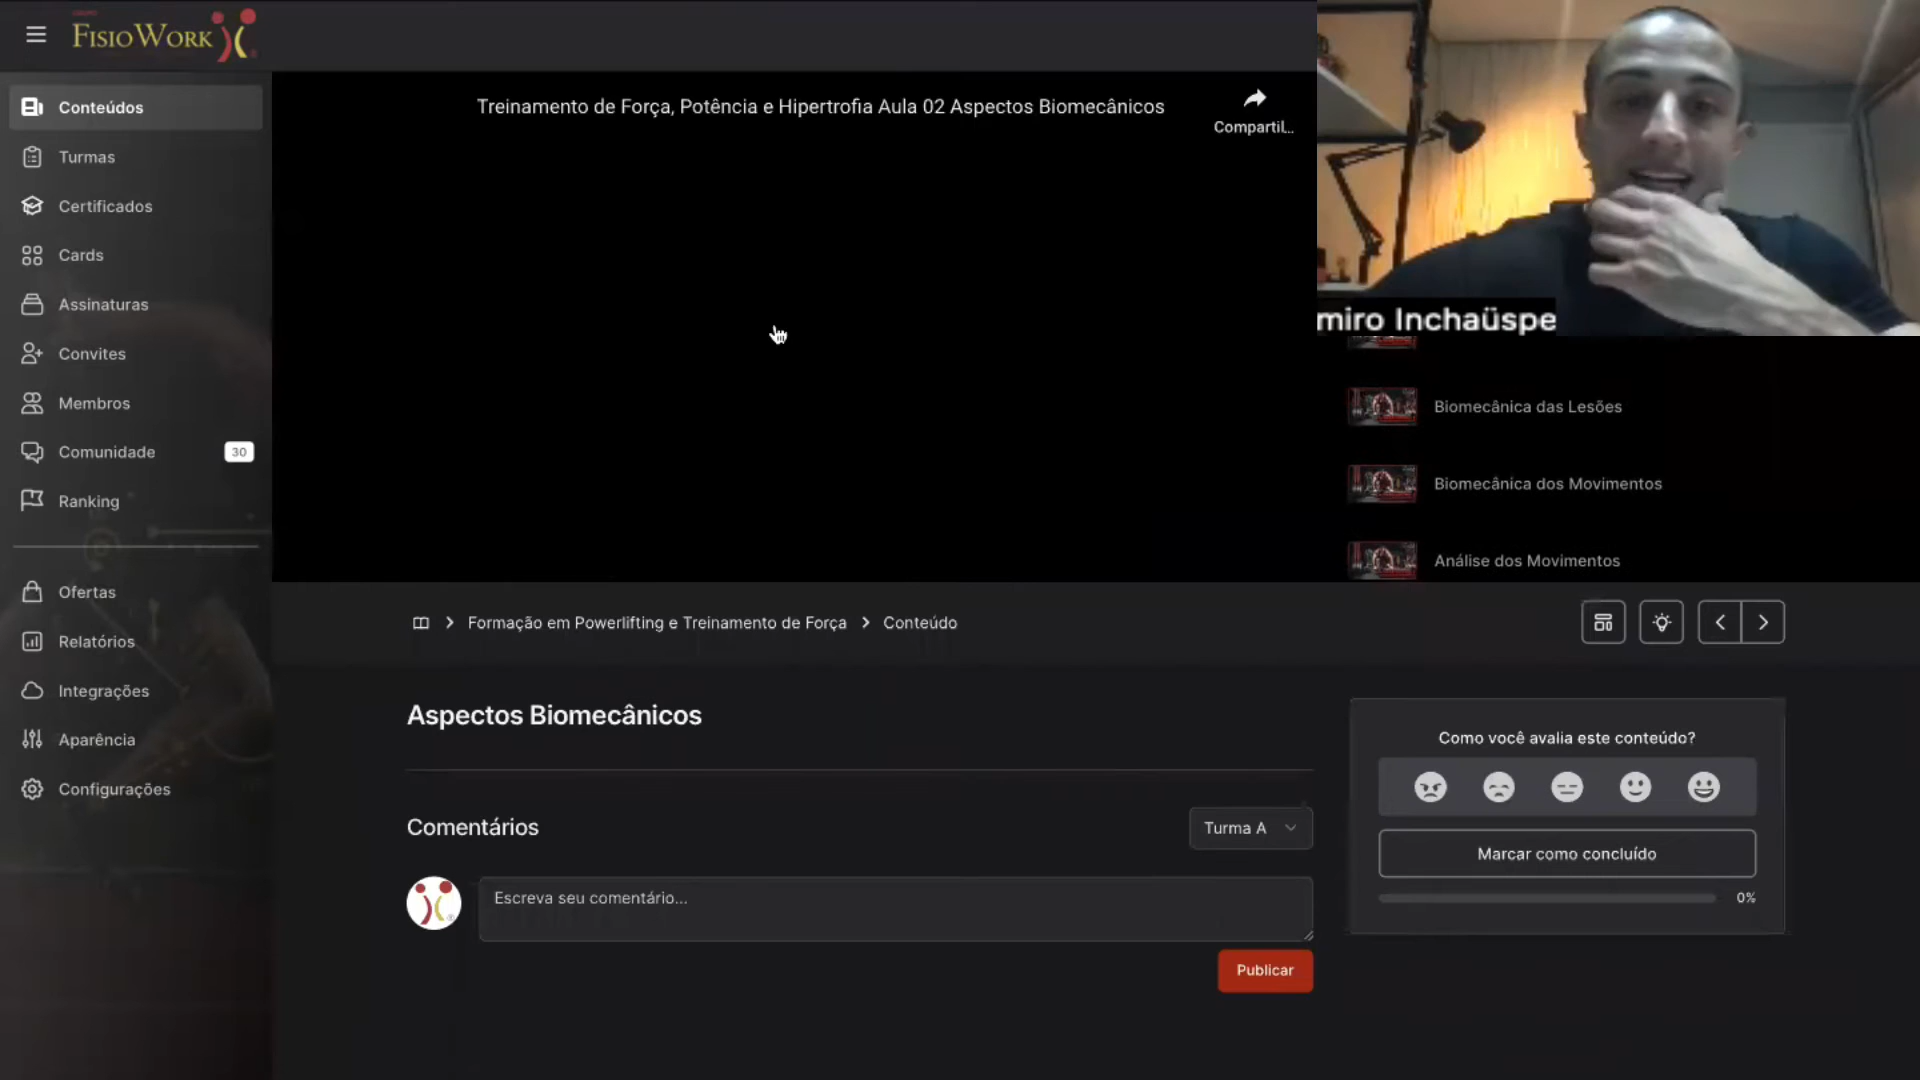 GRUPO
FISIOWORK
Conteúdos
Turmas
Certificados
Cards
Assinaturas
Convites
Membros
Comunidade
30
Ranking
Ofertas
Relatórios
Integrações
Aparência
Configurações
Treinamento de Força, Potência e Hipertrofia Aula 02 Aspectos Biomecânicos
Compartil...
miro Inchaüspe
Biomecânica das Lesões
Biomecânica dos Movimentos
Análise dos Movimentos
Formação em Powerlifting e Treinamento de Força
Conteúdo
Aspectos Biomecânicos
Comentários
Turma A
Escreva seu comentário...
Publicar
Como você avalia este conteúdo?
Marcar como concluído
0%